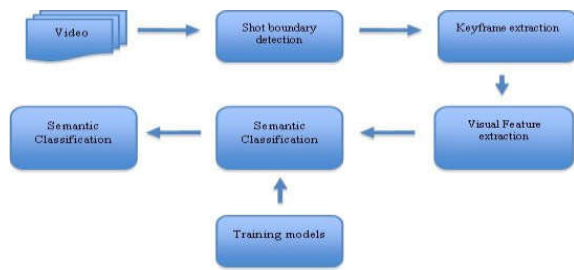 Video
Shot boundary
detection
Keyframe extraction
Visual Feature
extraction
Semantic
Classification
Semantic
Classification
Training models